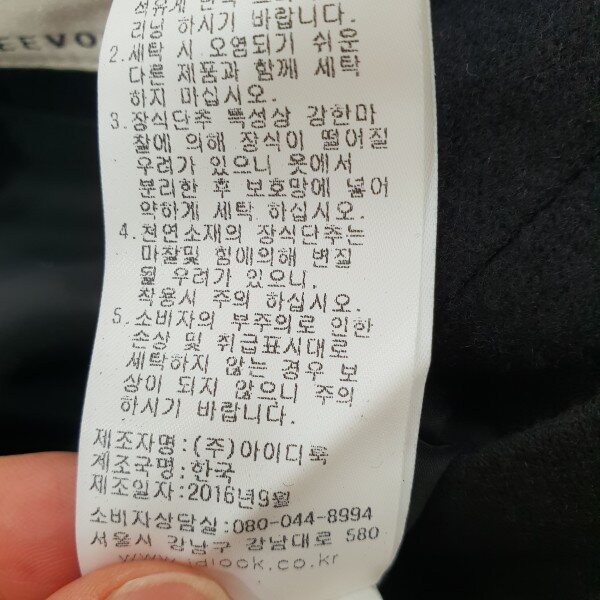 EEVO
리닝 하시기 바랍니다.
2.세탁 시 오염되기 쉬운
다른 제품과 함께 세탁
하지 마십시오.
3.장식단추 특성상 강한마
찰에 의해 장식이 떨어질
우려가 있으니 옷에서
분리한 후 보호망에 넣어
약하게 세탁 하십시오.
4.천연소재의 장식단추는
마찰및 힘에의해 변질
될 우려가 있으니,
착용시 주의 하십시오.
5.소비자의 부주의로 인한
손상 및 취급표시대로
세탁하지 않는 경우 보
상이 되지 않으니 주의
하시기 바랍니다.
제조자명:(주)아이디룩
제조국명:한국
제조일자:2016년9월
소비자상담실:080-044-8994
서울시 강남구 강남대로 580
www.idlook.co.kr